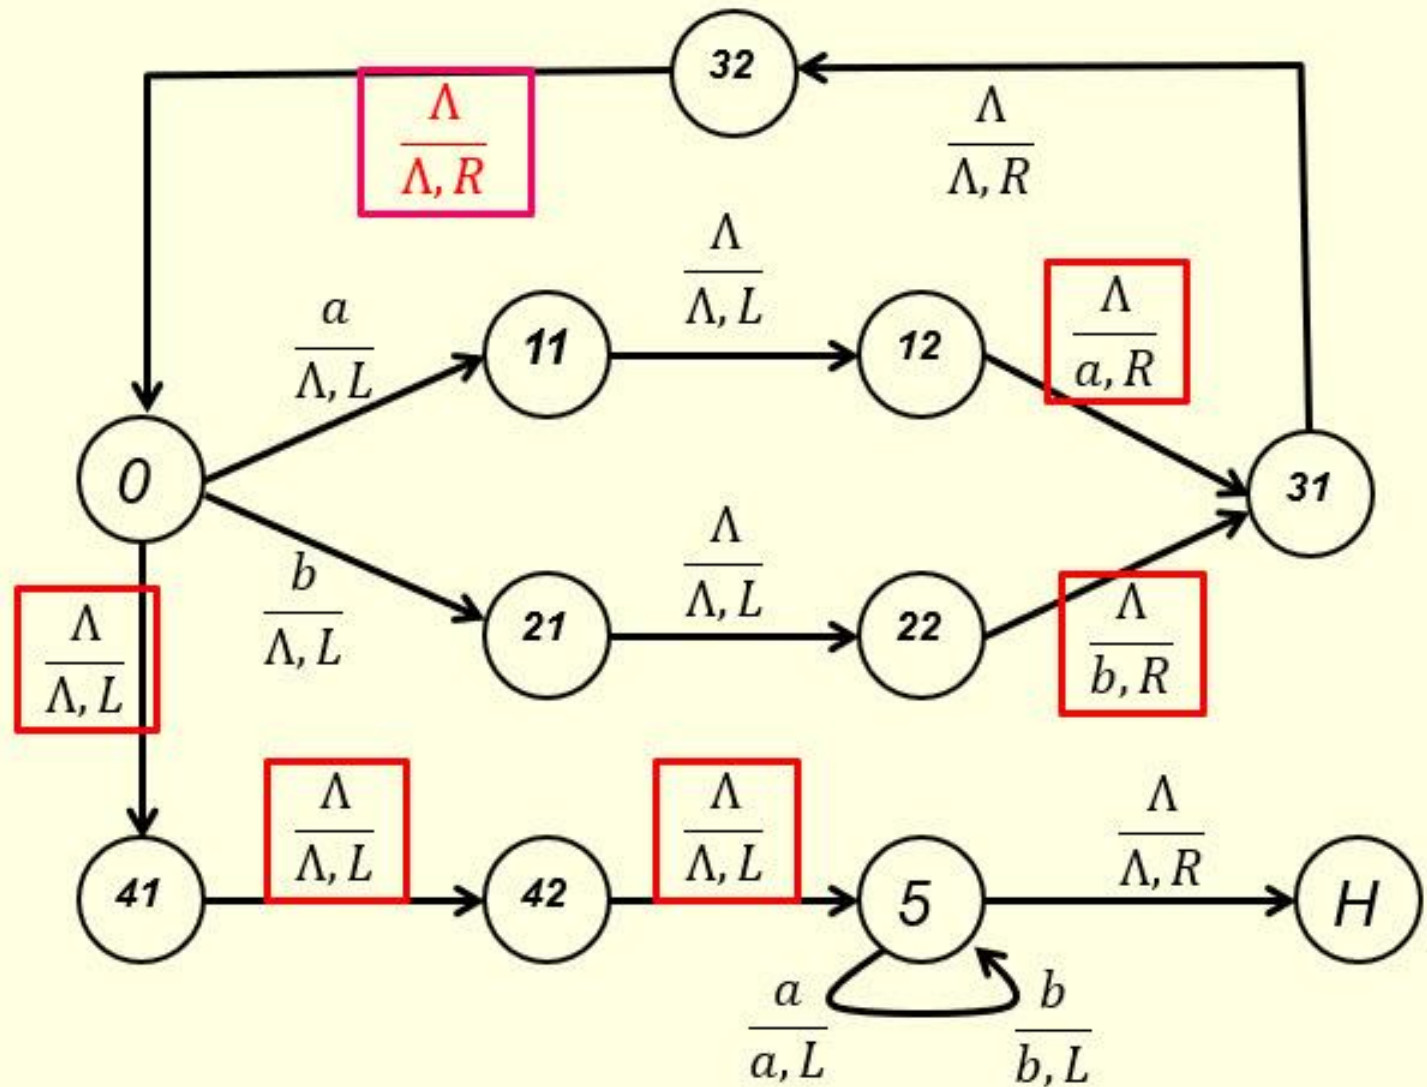 32
Λ
Λ, R
Λ
Λ, R
a
Λ, L
11
Λ
Λ, L
12
Λ
a, R
0
31
b
Λ, L
21
Λ
Λ, L
22
Λ
b, R
Λ
Λ, L
41
Λ
Λ, L
42
Λ
Λ, L
5
Λ
Λ, R
H
a
a, L
b
b, L